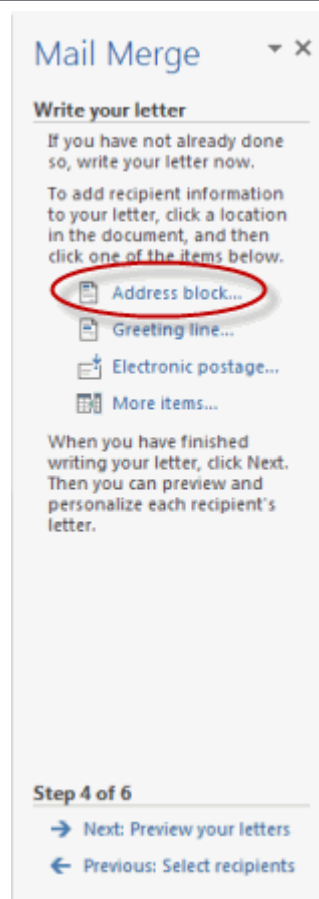 Mail Merge
Write your letter
If you have not already done
so, write your letter now.
To add recipient information
to your letter, click a location
in the document, and then
click one of the items below.
Address block...
Greeting line...
Electronic postage...
More items...
When you have finished
writing your letter, click Next.
Then you can preview and
personalize each recipient's
letter.
Step 4 of 6
Next: Preview your letters
Previous: Select recipients